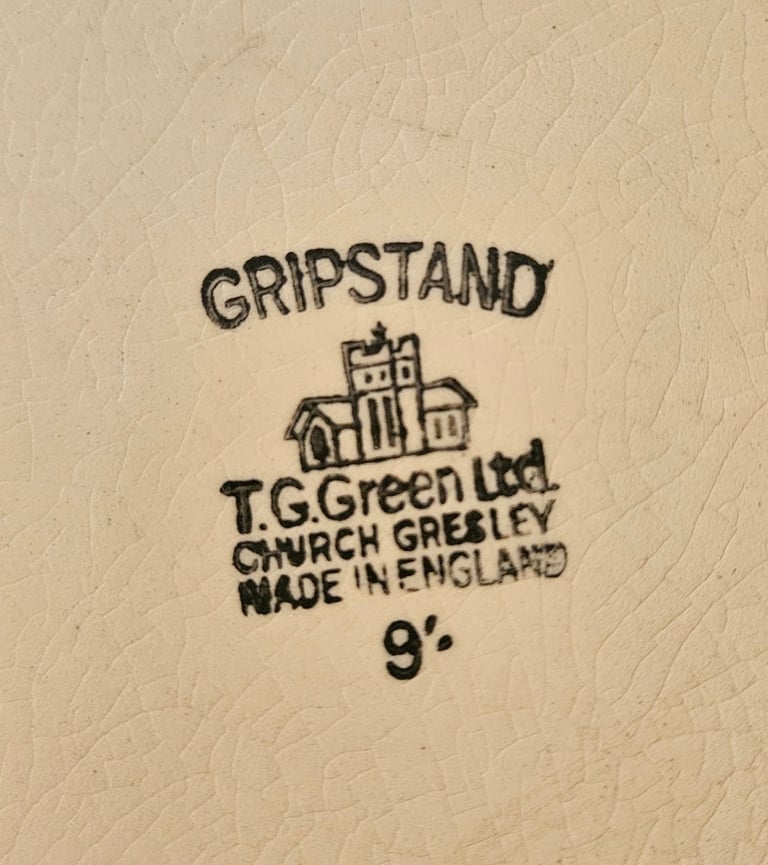 GRIPSTAND
T.G.Green Ltd.
CHURCH GRESLEY
MADE IN ENGLAND
9'-